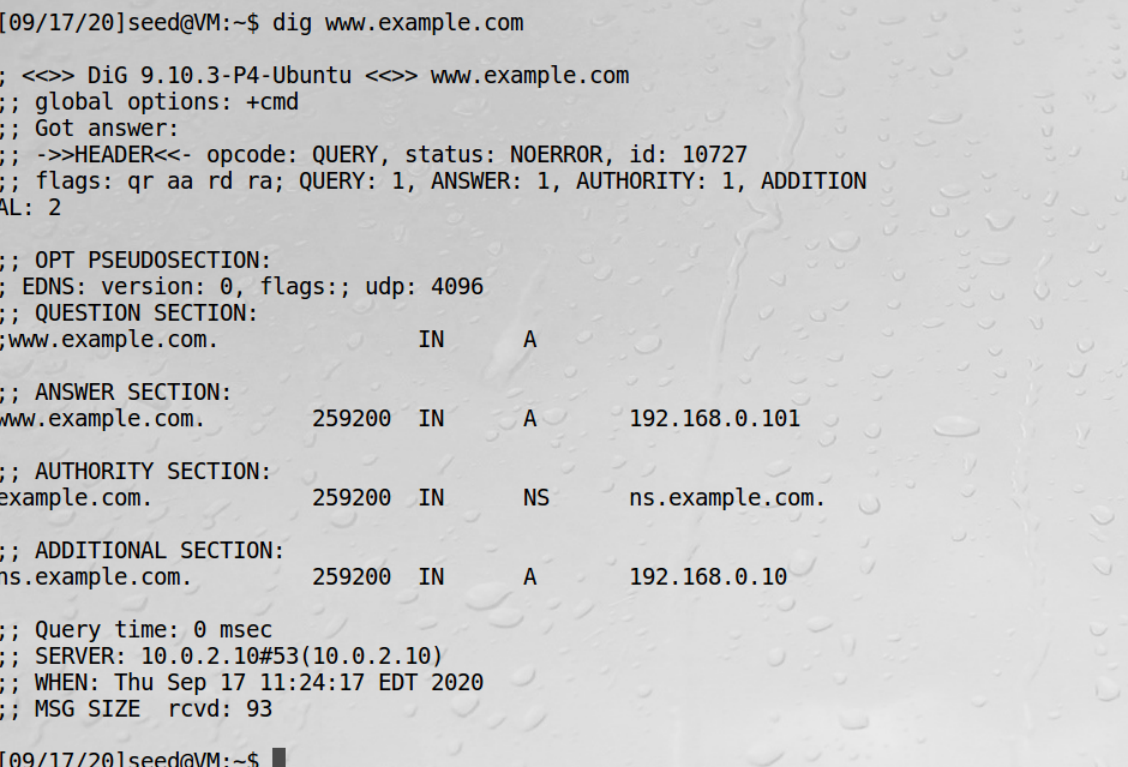 [09/17/20]seed@VM:~$ dig www.example.com
; <<>> DiG 9.10.3-P4-Ubuntu <<>> www.example.com
;; global options: +cmd
;; Got answer:
;; ->>HEADER<<- opcode: QUERY, status: NOERROR, id: 10727
;; flags: qr aa rd ra; QUERY: 1, ANSWER: 1, AUTHORITY: 1, ADDITION
AL: 2
;; OPT PSEUDOSECTION:
; EDNS: version: 0, flags:; udp: 4096
;; QUESTION SECTION:
;www.example.com. IN A
;; ANSWER SECTION:
www.example.com. 259200 IN A 192.168.0.101
;; AUTHORITY SECTION:
example.com. 259200 IN NS ns.example.com.
;; ADDITIONAL SECTION:
ns.example.com. 259200 IN A 192.168.0.10
;; Query time: 0 msec
;; SERVER: 10.0.2.10#53(10.0.2.10)
;; WHEN: Thu Sep 17 11:24:17 EDT 2020
;; MSG SIZE rcvd: 93
[09/17/20]seed@VM:~$